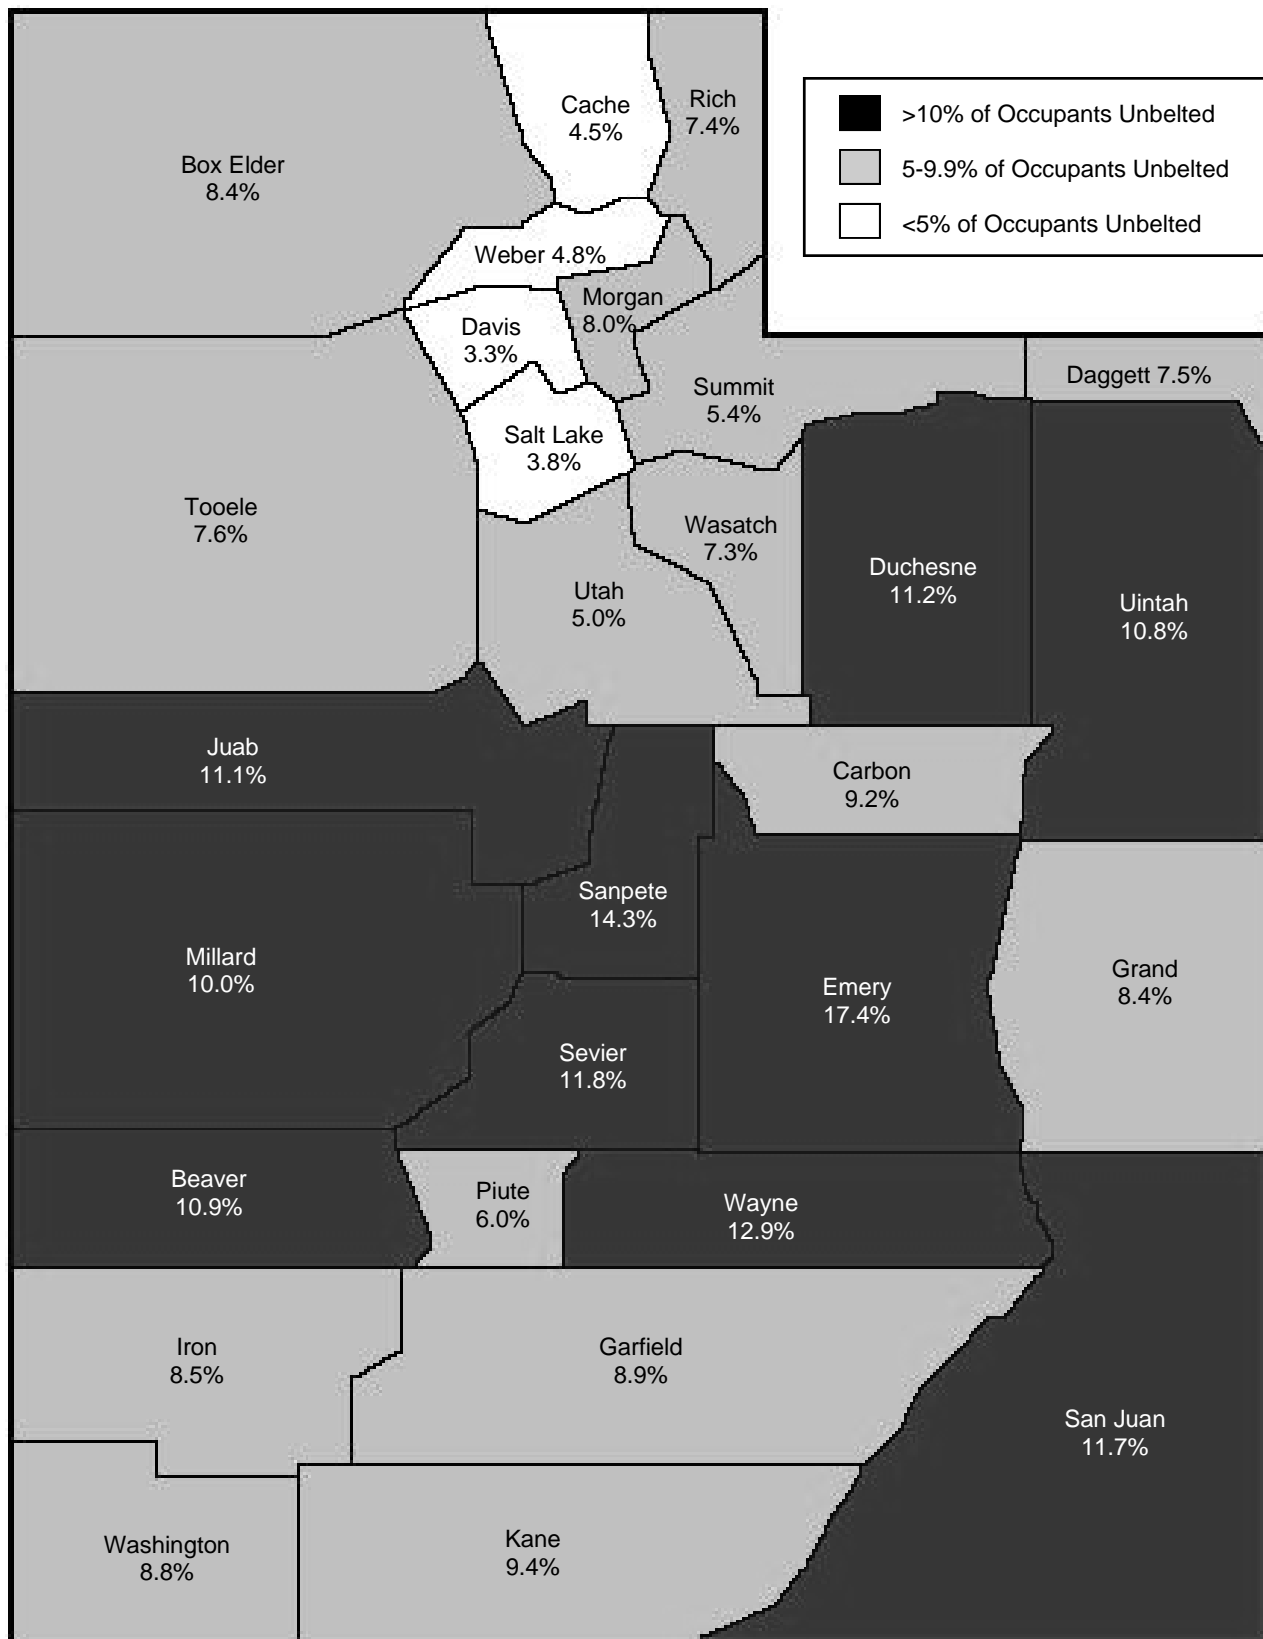 Cache
4.5%
Rich
7.4%
>10% of Occupants Unbelted
5-9.9% of Occupants Unbelted
<5% of Occupants Unbelted
Box Elder
8.4%
Weber 4.8%
Morgan
8.0%
Davis
3.3%
Summit
5.4%
Daggett 7.5%
Salt Lake
3.8%
Tooele
7.6%
Wasatch
7.3%
Duchesne
11.2%
Uintah
10.8%
Utah
5.0%
Juab
11.1%
Carbon
9.2%
Sanpete
14.3%
Millard
10.0%
Emery
17.4%
Grand
8.4%
Sevier
11.8%
Beaver
10.9%
Piute
6.0%
Wayne
12.9%
Iron
8.5%
Garfield
8.9%
San Juan
11.7%
Washington
8.8%
Kane
9.4%